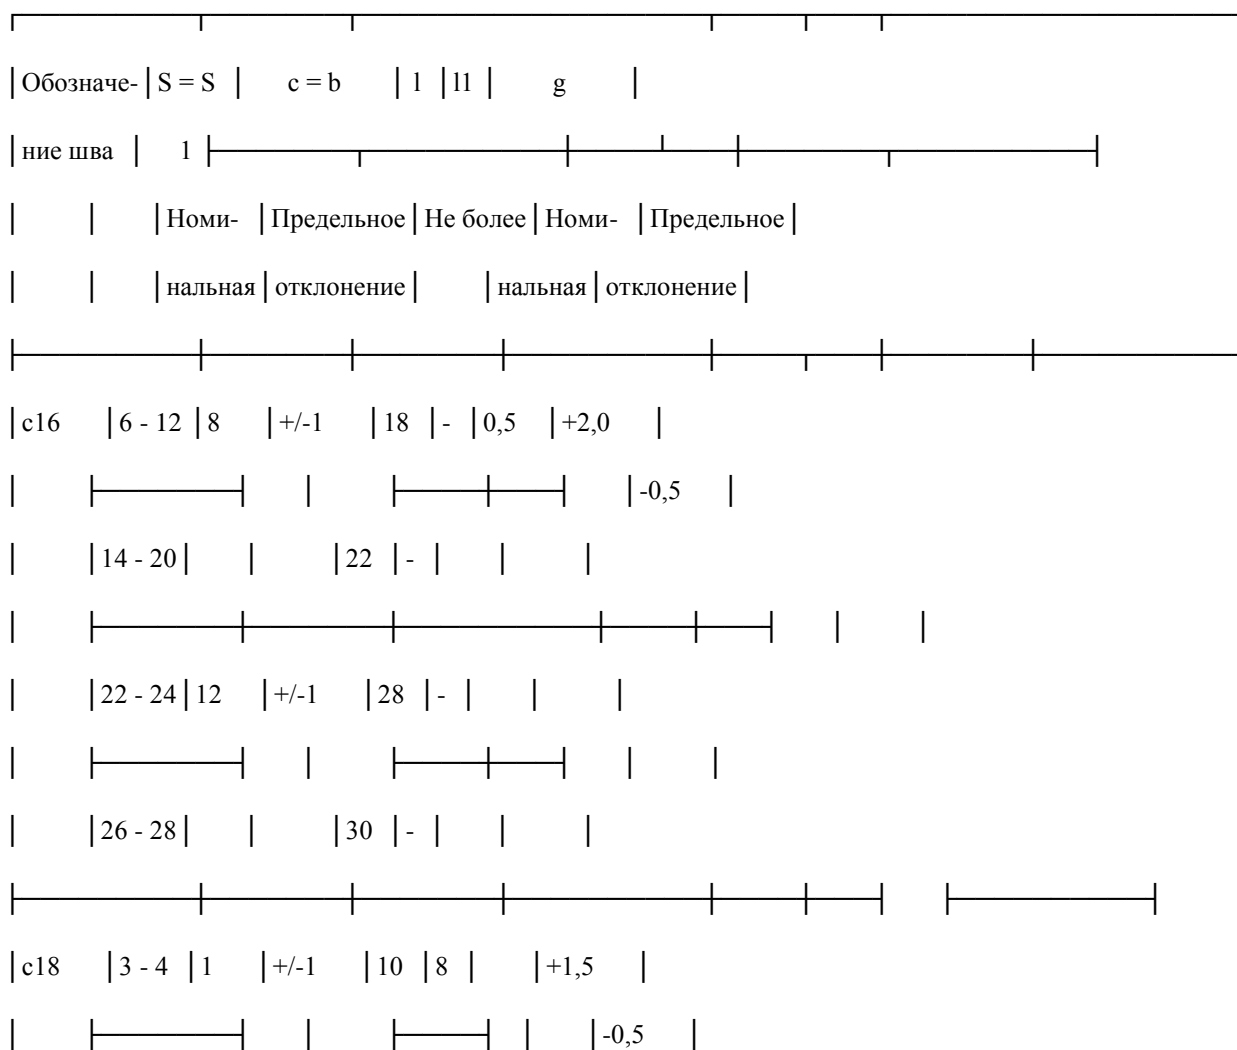 Обозначе- S = S c = b l l1 g
ние шва 1
Номи- Предельное Не более Номи- Предельное
нальная отклонение нальная отклонение
с16 6 - 12 8 +/-1 18 - 0,5 +2,0
-0,5
14 - 20 22 -
22 - 24 12 +/-1 28 -
26 - 28 30 -
с18 3 - 4 1 +/-1 10 8 +1,5
-0,5